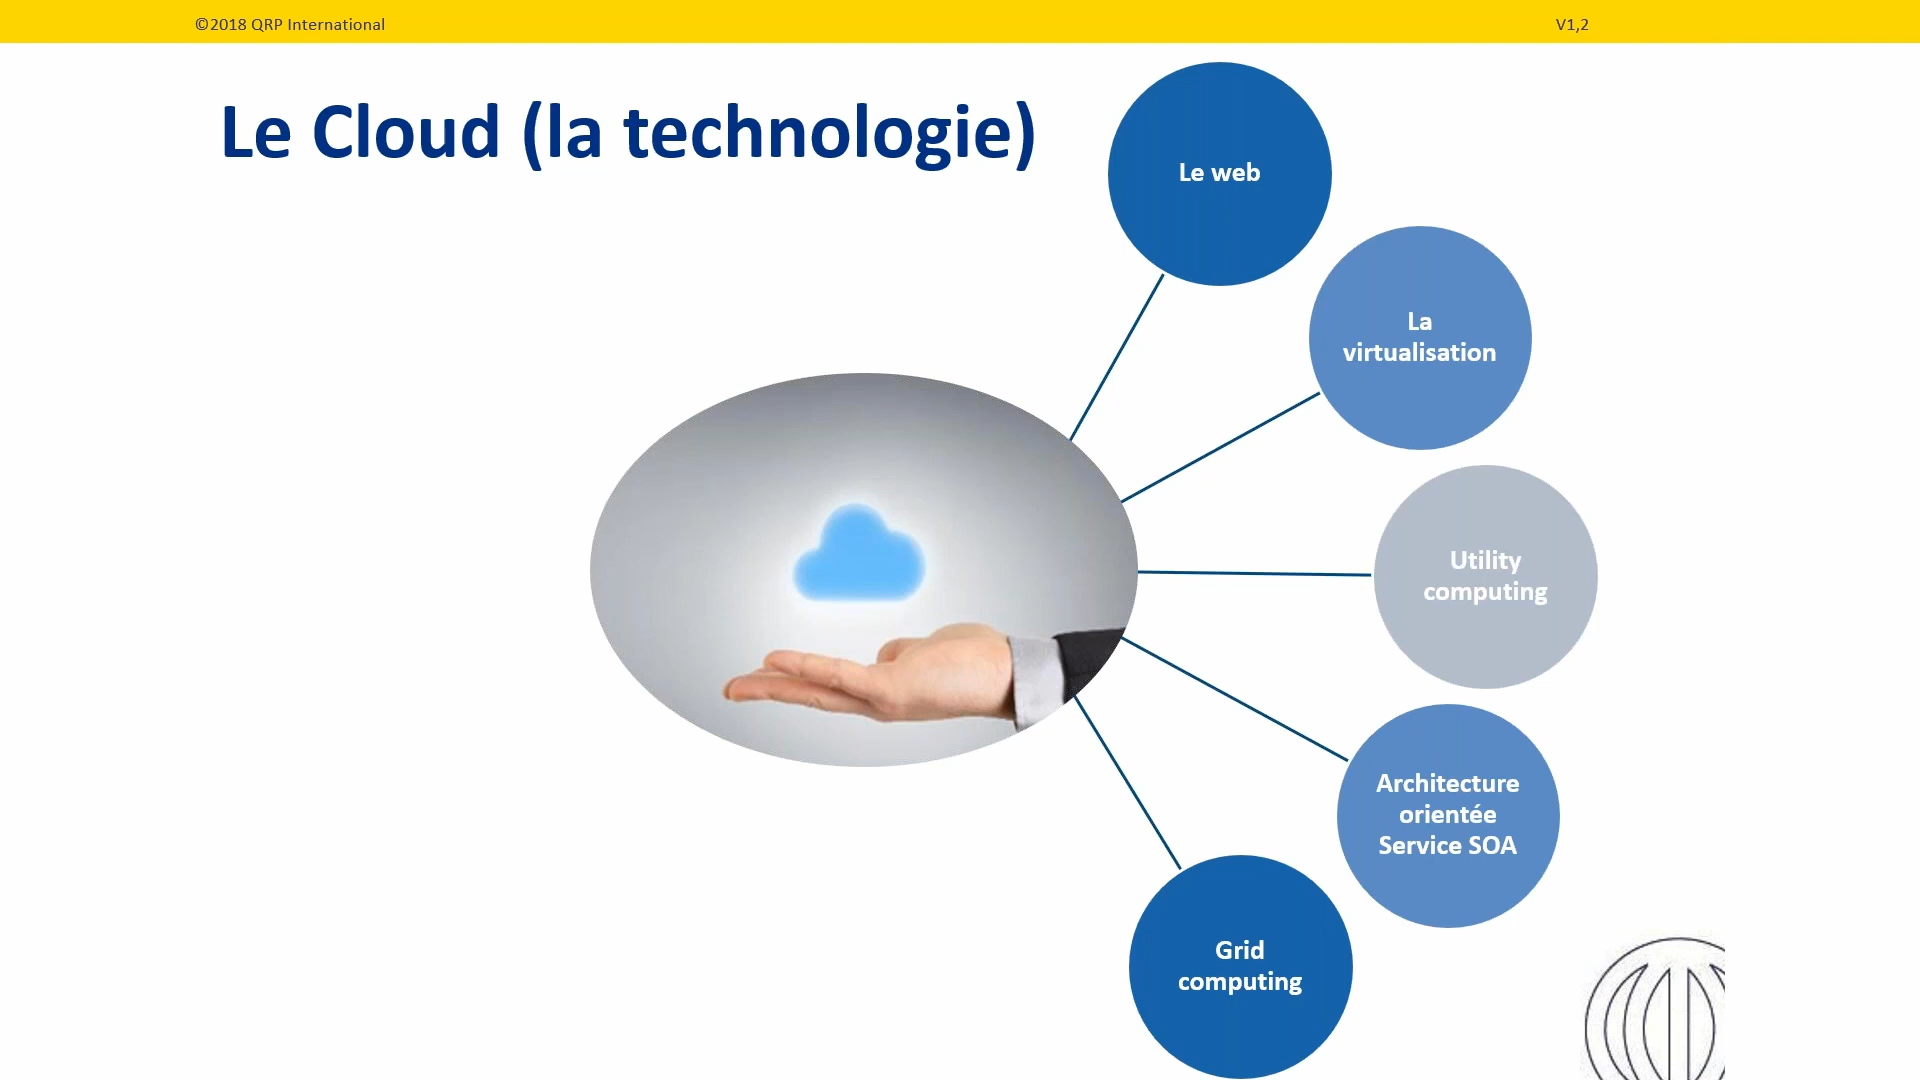 ©2018 QRP International
V1,2
Le Cloud (la technologie)
Le web
La
virtualisation
Utility
computing
Architecture
orientée
Service SOA
Grid
computing